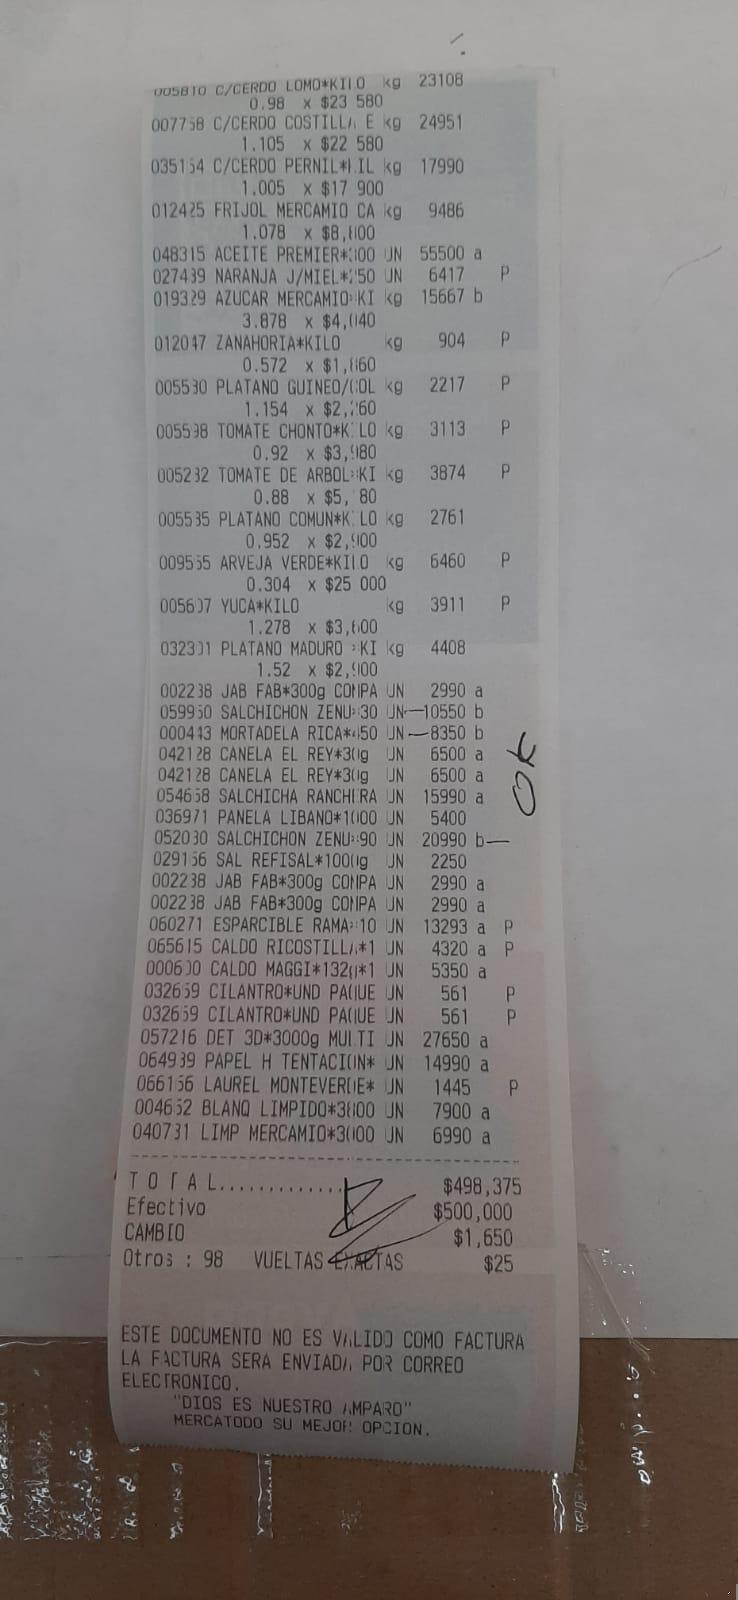 005810 C/CERDO LOMO*KILO kg 23108
0.98 x $23 580
007758 C/CERDO COSTILLA E kg 24951
1.105 x $22 580
035154 C/CERDO PERNIL*KIL kg 17990
1.005 x $17 900
012425 FRIJOL MERCAMIO CA kg 9486
1.078 x $8,800
048315 ACEITE PREMIER*300 UN 55500 a
027439 NARANJA J/MIEL* 50 UN 6417 P
019329 AZUCAR MERCAMIO*KI kg 15667 b
3.878 x $4,040
012047 ZANAHORIA*KILO kg 904 P
0.572 x $1,860
005530 PLATANO GUINEO/COL kg 2217 P
1.154 x $2,260
005598 TOMATE CHONTO*KILO kg 3113 P
0.92 x $3,980
005232 TOMATE DE ARBOL*KI kg 3874 P
0.88 x $5, 80
005535 PLATANO COMUN*KILO kg 2761
0.952 x $2,900
009555 ARVEJA VERDE*KILO kg 6460 P
0.304 x $25 000
005607 YUCA*KILO kg 3911 P
1.278 x $3,600
032301 PLATANO MADURO *KI kg 4408
1.52 x $2,900
002238 JAB FAB*300g COMPA UN 2990 a
059950 SALCHICHON ZENU* 30 UN 10550 b
000443 MORTADELA RICA*450 UN 8350 b
042128 CANELA EL REY*30g UN 6500 a
042128 CANELA EL REY*30g UN 6500 a
054658 SALCHICHA RANCHERA UN 15990 a
036971 PANELA LIBANO*1000 UN 5400
052030 SALCHICHON ZENU* 90 UN 20990 b
029156 SAL REFISAL*1000g UN 2250
002238 JAB FAB*300g COMPA UN 2990 a
002238 JAB FAB*300g COMPA UN 2990 a
060271 ESPARCIBLE RAMA* 10 UN 13293 a P
065615 CALDO RICOSTILLA*1 UN 4320 a P
000600 CALDO MAGGI*132g*1 UN 5350 a
032659 CILANTRO*UND PAQUE UN 561 P
032659 CILANTRO*UND PAQUE UN 561 P
057216 DET 3D*3000g MULTI UN 27650 a
064939 PAPEL H TENTACION* UN 14990 a
066156 LAUREL MONTEVERDE* UN 1445 P
004652 BLANQ LIMPIDO*3800 UN 7900 a
040731 LIMP MERCAMIO*3000 UN 6990 a
OK
TOTAL............. $498,375
Efectivo $500,000
CAMBIO $1,650
Otros : 98 VUELTAS EXACTAS $25
ESTE DOCUMENTO NO ES VALIDO COMO FACTURA
LA FACTURA SERA ENVIADA POR CORREO
ELECTRONICO.
"DIOS ES NUESTRO AMPARO"
MERCATODO SU MEJOR OPCION.